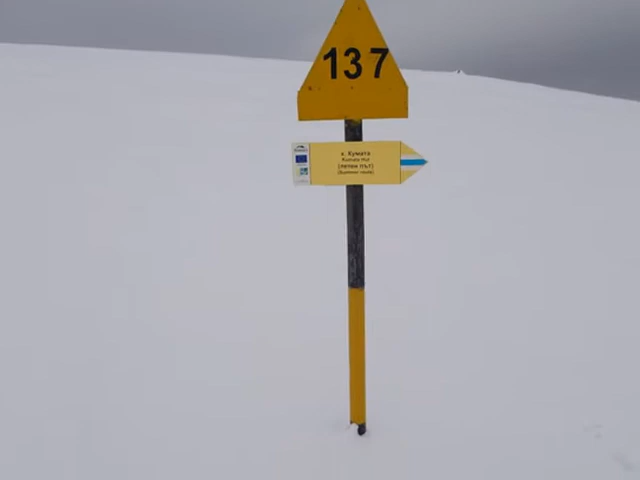 137
х. Кумата
Kumata Hut
(летен път)
(Summer route)